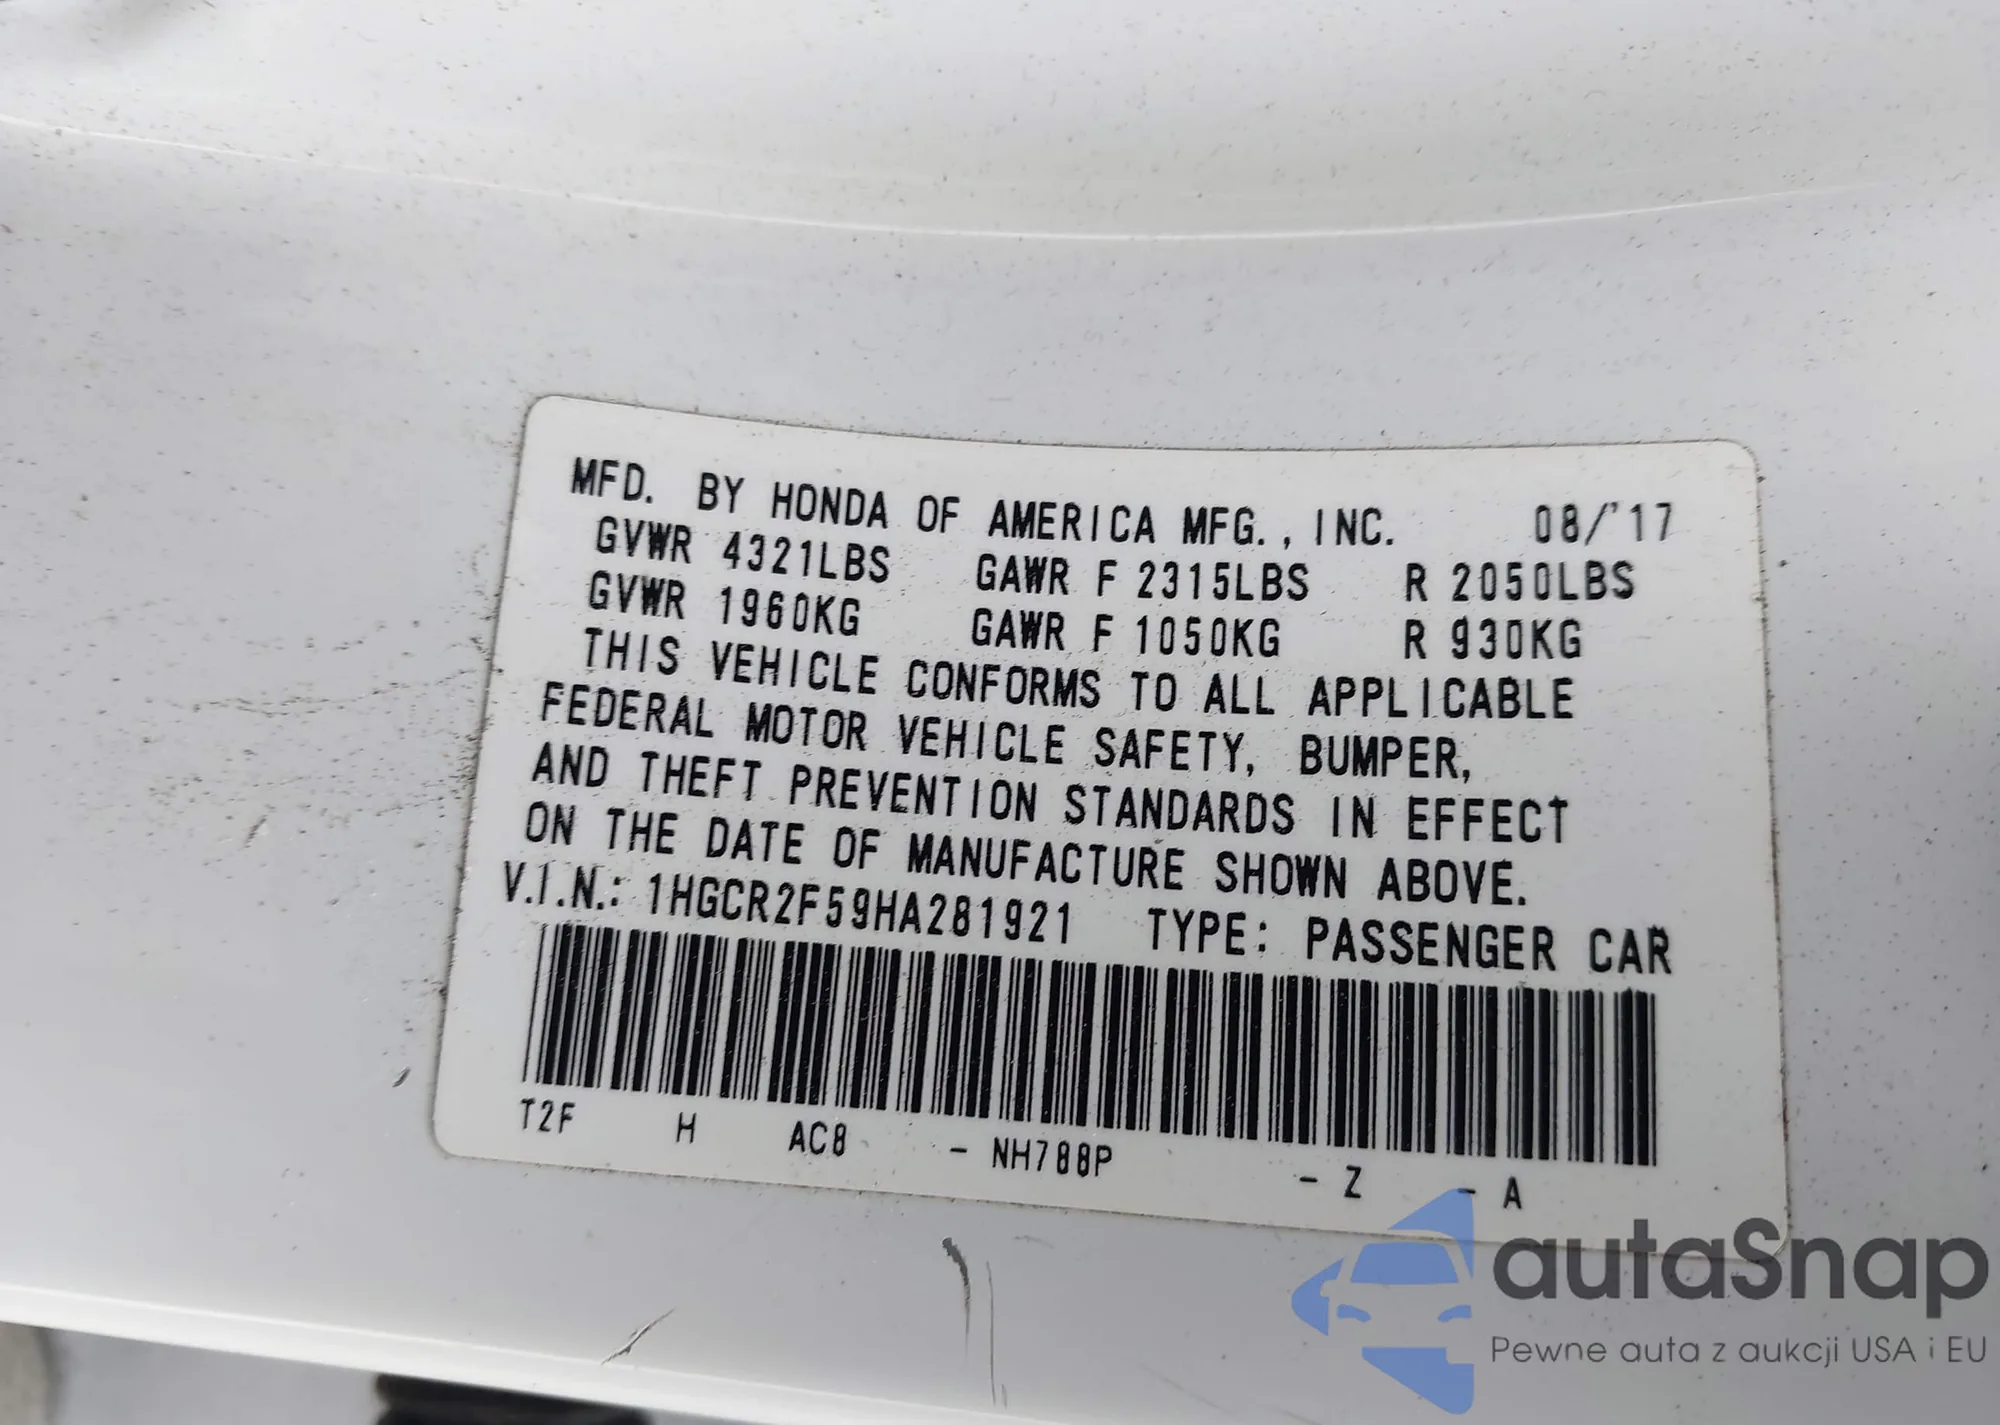 MFD. BY HONDA OF AMERICA MFG., INC. 08/'17
GVWR 4321LBS GAWR F 2315LBS R 2050LBS
GVWR 1960KG GAWR F 1050KG R 930KG
THIS VEHICLE CONFORMS TO ALL APPLICABLE
FEDERAL MOTOR VEHICLE SAFETY, BUMPER,
AND THEFT PREVENTION STANDARDS IN EFFECT
ON THE DATE OF MANUFACTURE SHOWN ABOVE.
V.I.N.: 1HGCR2F59HA281921 TYPE: PASSENGER CAR
T2F H AC8 - NH788P - Z - A
autaSnap
Pewne auta z aukcji USA i EU